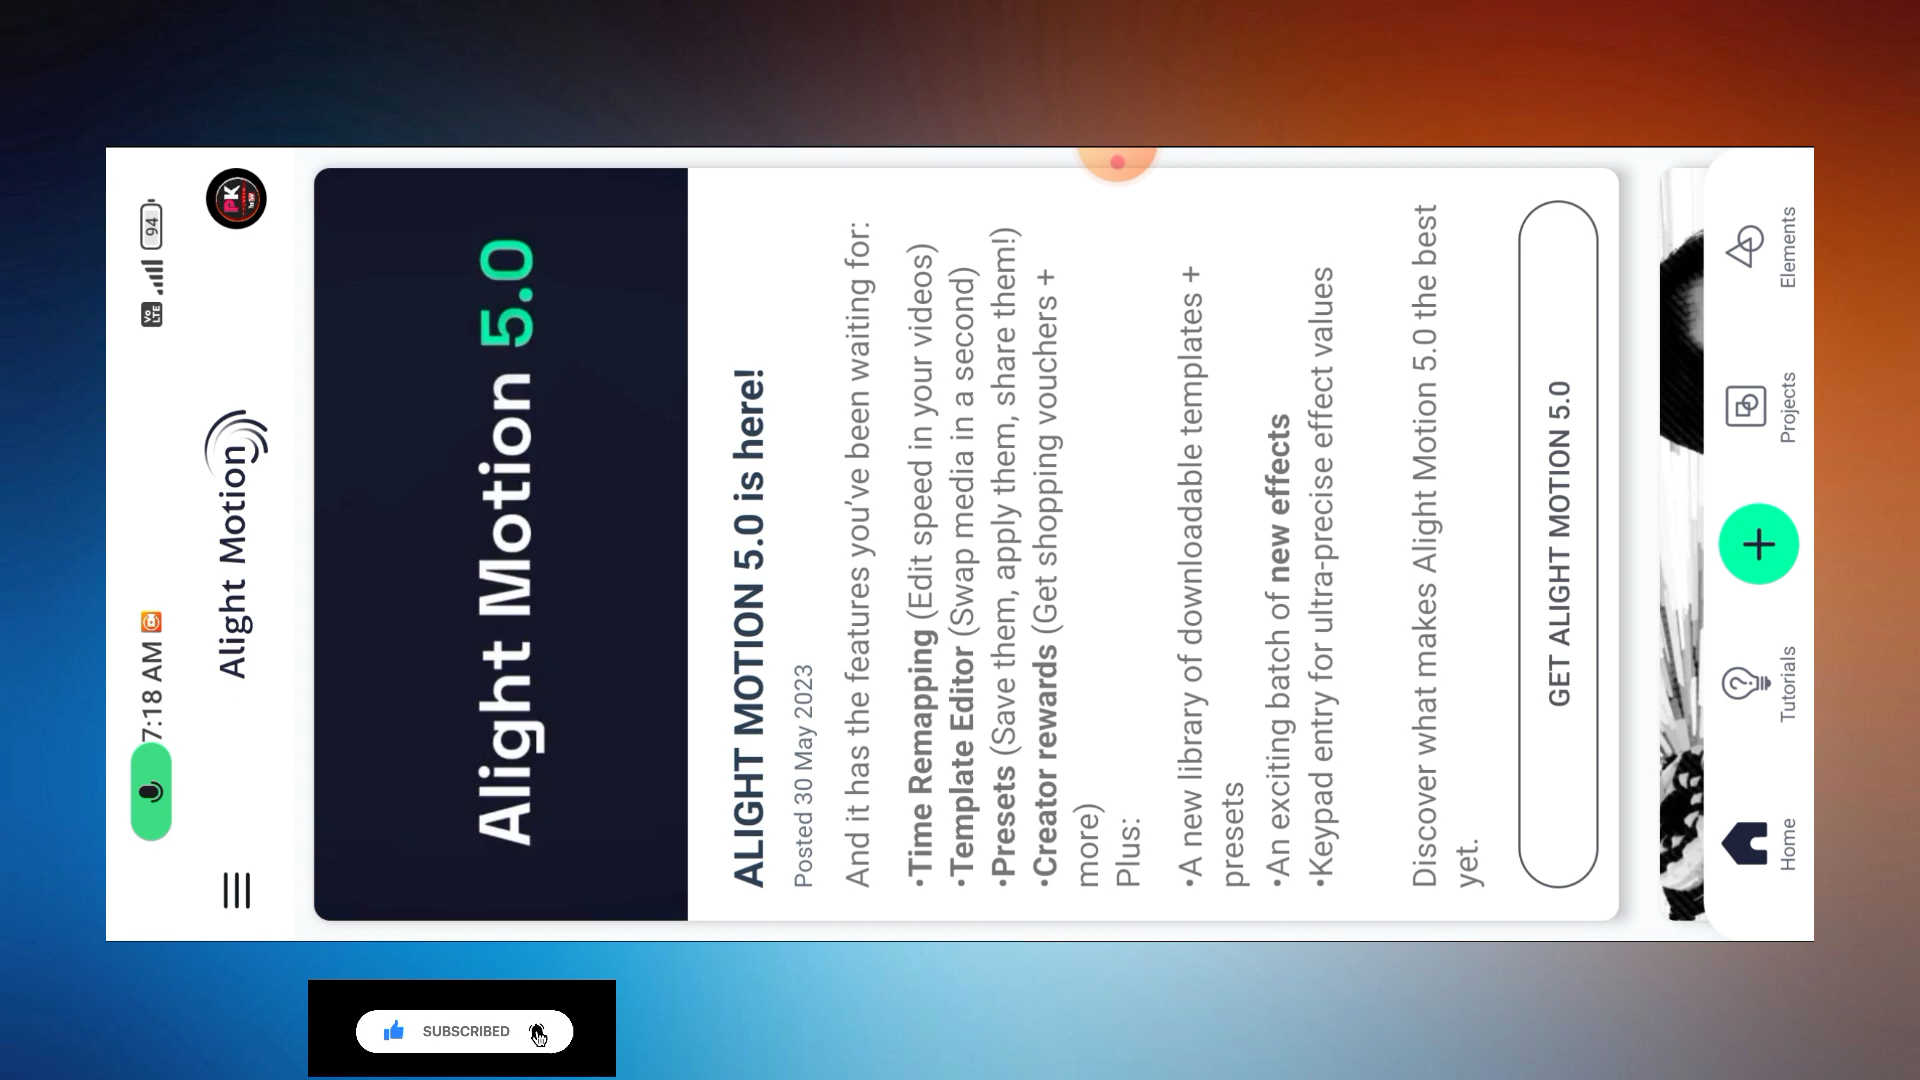 7:18 AM
Vo LTE
94
Alight Motion
PK
Alight Motion 5.0
ALIGHT MOTION 5.0 is here!
Posted 30 May 2023
And it has the features you've been waiting for:
•Time Remapping (Edit speed in your videos)
•Template Editor (Swap media in a second)
•Presets (Save them, apply them, share them!)
•Creator rewards (Get shopping vouchers +
more)
Plus:
•A new library of downloadable templates +
presets
•An exciting batch of new effects
•Keypad entry for ultra-precise effect values
Discover what makes Alight Motion 5.0 the best
yet.
GET ALIGHT MOTION 5.0
Home
Tutorials
Projects
Elements
SUBSCRIBED